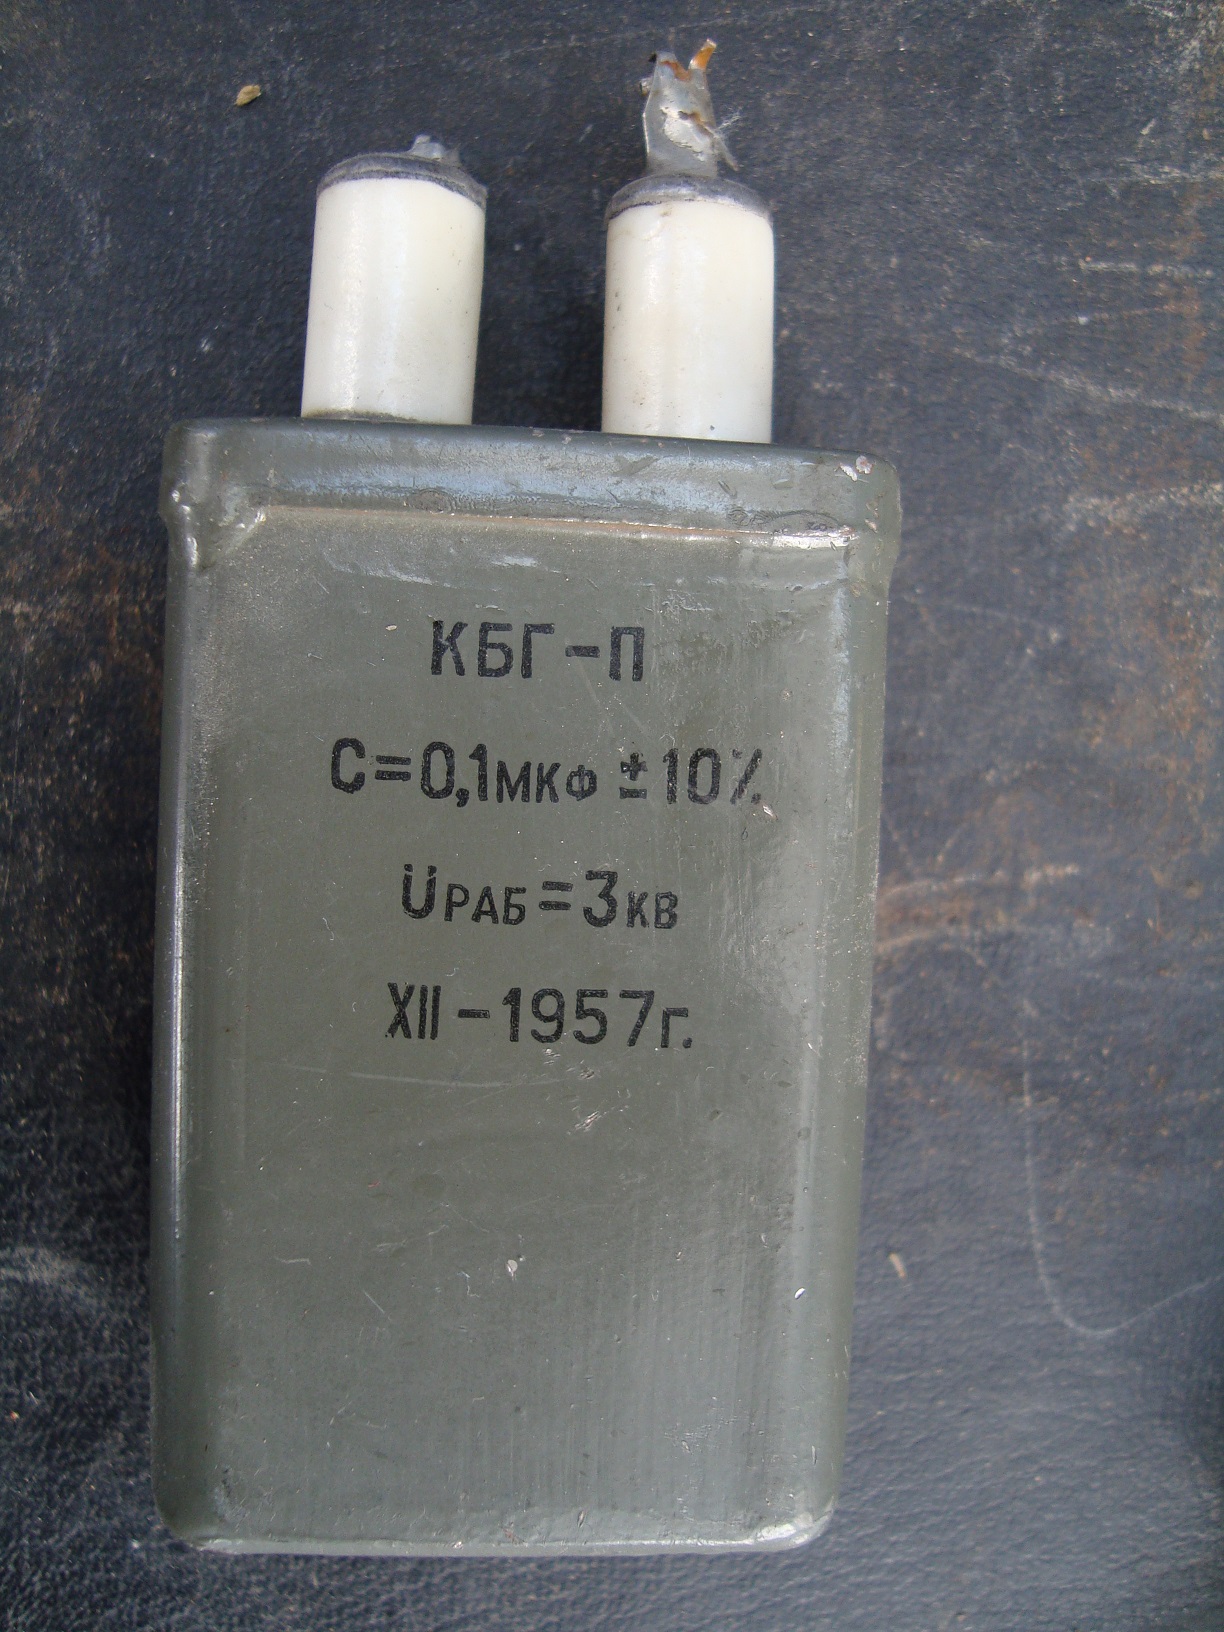 КБГ-П
С=0,1мкф ±10%
UРАБ=3кв
XII-1957г.